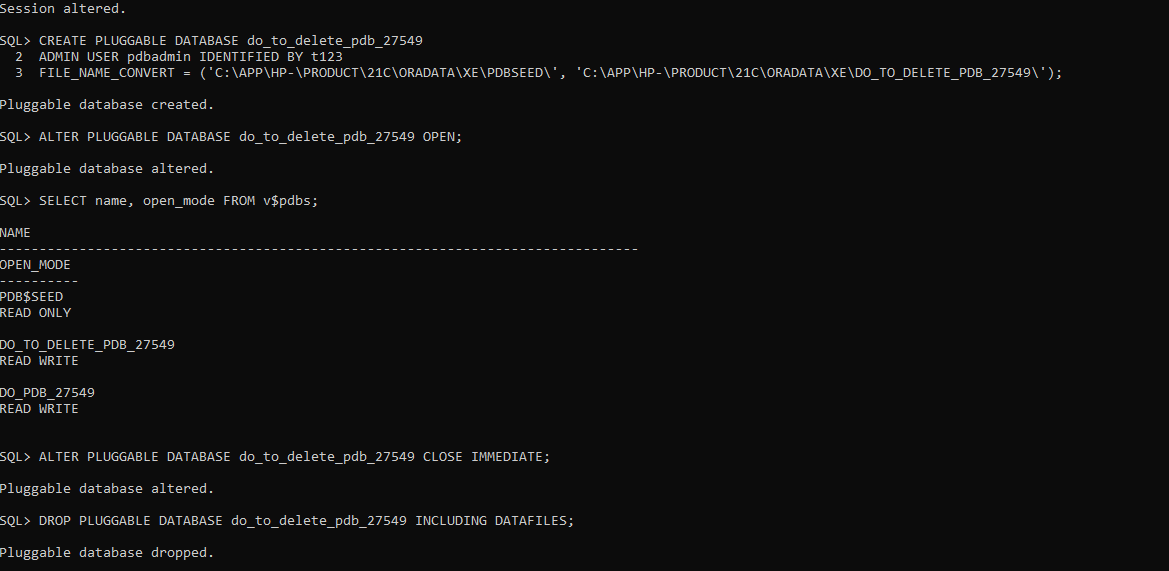 Session altered.
SQL> CREATE PLUGGABLE DATABASE do_to_delete_pdb_27549
2 ADMIN USER pdbadmin IDENTIFIED BY t123
3 FILE_NAME_CONVERT = ('C:\APP\HP-\PRODUCT\21C\ORADATA\XE\PDBSEED\', 'C:\APP\HP-\PRODUCT\21C\ORADATA\XE\DO_TO_DELETE_PDB_27549\');
Pluggable database created.
SQL> ALTER PLUGGABLE DATABASE do_to_delete_pdb_27549 OPEN;
Pluggable database altered.
SQL> SELECT name, open_mode FROM v$pdbs;
NAME
--------------------------------------------------------------------------------
OPEN_MODE
----------
PDB$SEED
READ ONLY
DO_TO_DELETE_PDB_27549
READ WRITE
DO_PDB_27549
READ WRITE
SQL> ALTER PLUGGABLE DATABASE do_to_delete_pdb_27549 CLOSE IMMEDIATE;
Pluggable database altered.
SQL> DROP PLUGGABLE DATABASE do_to_delete_pdb_27549 INCLUDING DATAFILES;
Pluggable database dropped.